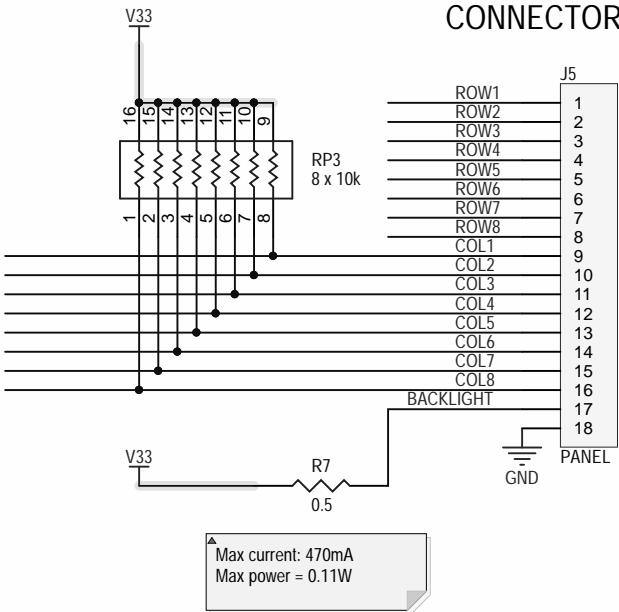 CONNECTOR
V33
J5
16 15 14 13 12 11 10 9
RP3
8 x 10k
1 2 3 4 5 6 7 8
ROW1 1
ROW2 2
ROW3 3
ROW4 4
ROW5 5
ROW6 6
ROW7 7
ROW8 8
COL1 9
COL2 10
COL3 11
COL4 12
COL5 13
COL6 14
COL7 15
COL8 16
BACKLIGHT 17
18
PANEL
GND
V33
R7
0.5
Max current: 470mA
Max power = 0.11W